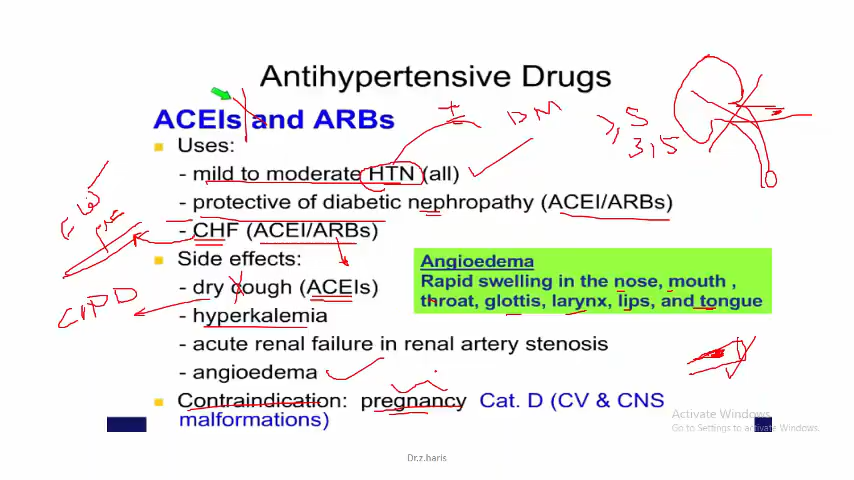 Antihypertensive Drugs
ACEIs and ARBs
Uses:
- mild to moderate HTN (all)
- protective of diabetic nephropathy (ACEI/ARBs)
- CHF (ACEI/ARBs)
Side effects:
- dry cough (ACEIs)
- hyperkalemia
- acute renal failure in renal artery stenosis
- angioedema
Contraindication: pregnancy Cat. D (CV & CNS
malformations)
Angioedema
Rapid swelling in the nose, mouth ,
throat, glottis, larynx, lips, and tongue
± DM
5
3,5
Activate Windows
Go to Settings to activate Windows.
Dr.z.haris